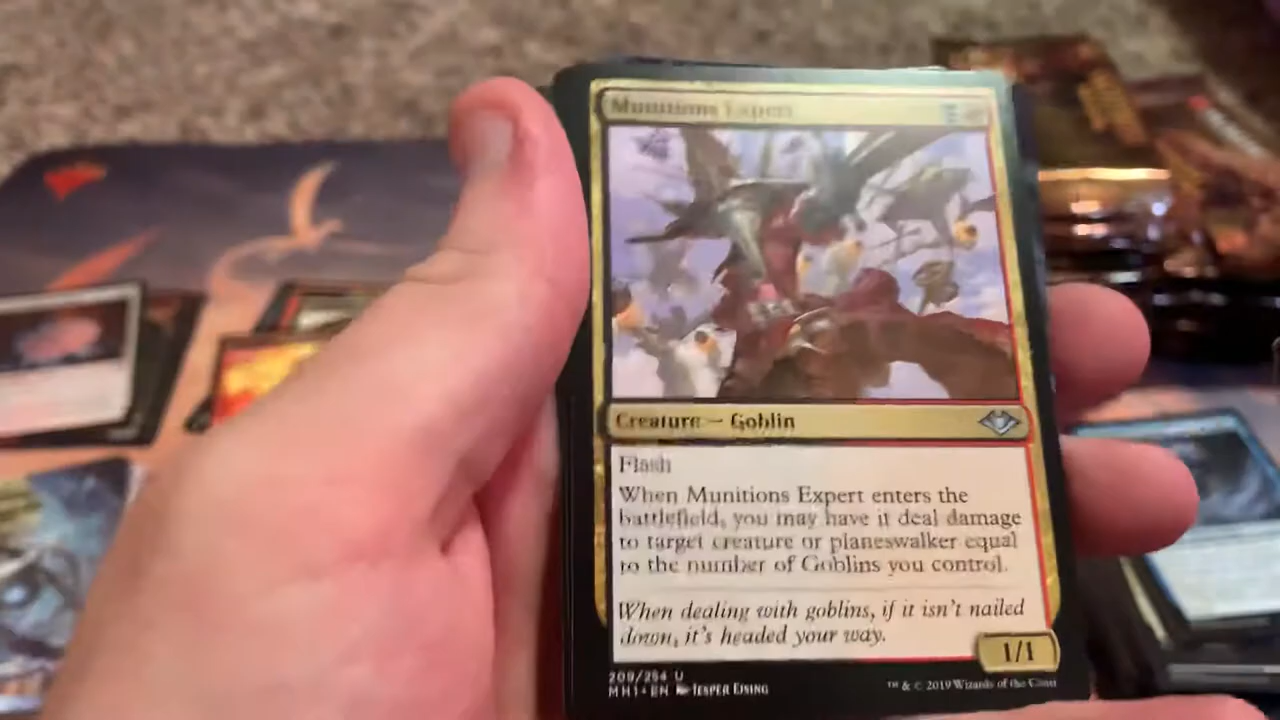 Munitions Expert
Creature — Goblin
Flash
When Munitions Expert enters the
battlefield, you may have it deal damage
to target creature or planeswalker equal
to the number of Goblins you control.
When dealing with goblins, if it isn't nailed
down, it's headed your way.
1/1
209/254 U
MH1 • EN Jesper Ejsing
™ & © 2019 Wizards of the Coast